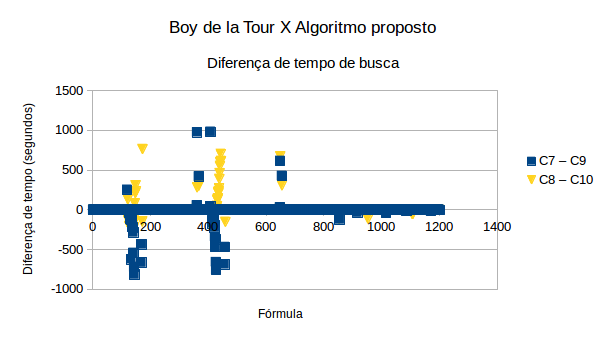 Boy de la Tour X Algoritmo proposto
Diferença de tempo de busca
Diferença de tempo (segundos)
1500
1000
500
0
-500
-1000
0 200 400 600 800 1000 1200 1400
Fórmula
C7 – C9
C8 – C10